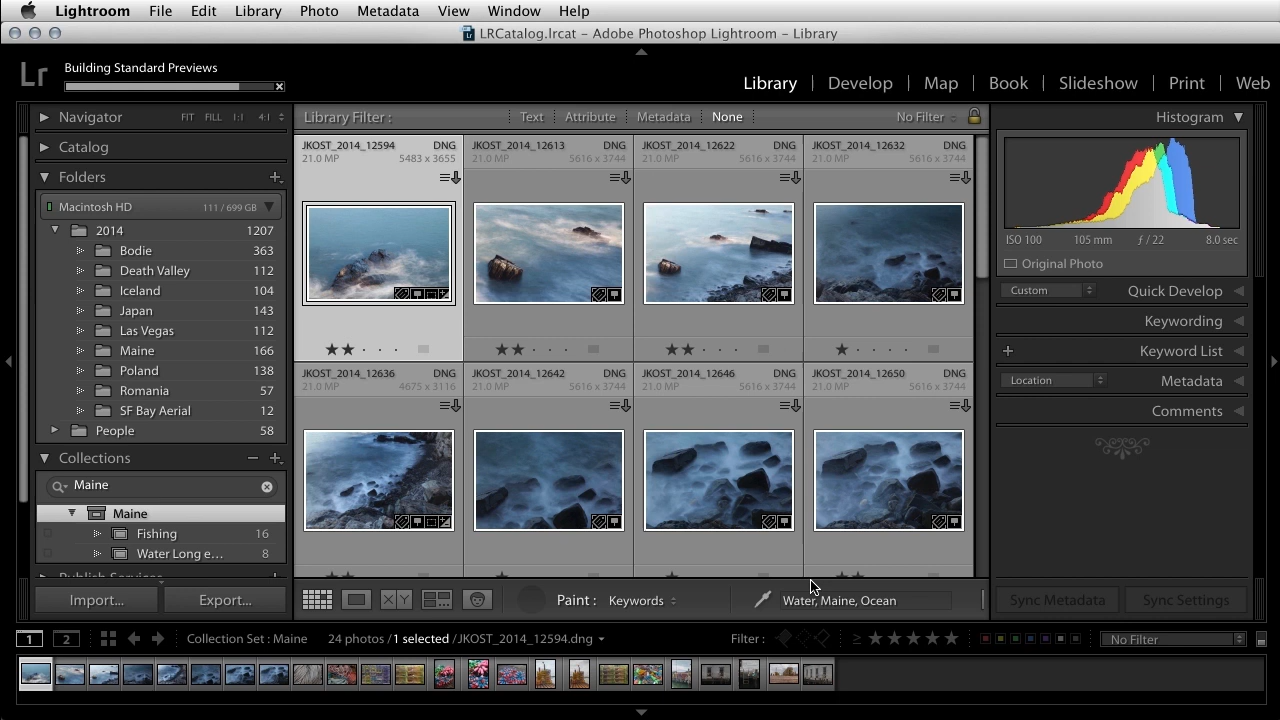 Lightroom File Edit Library Photo Metadata View Window Help
LRCatalog.lrcat – Adobe Photoshop Lightroom – Library
Lr Building Standard Previews
Library | Develop | Map | Book | Slideshow | Print | Web
Navigator FIT FILL 1:1 4:1
Catalog
Folders
Macintosh HD 111 / 699 GB
2014 1207
Bodie 363
Death Valley 112
Iceland 104
Japan 143
Las Vegas 112
Maine 166
Poland 138
Romania 57
SF Bay Aerial 12
People 58
Collections
Maine
Maine
Fishing 16
Water Long e... 8
Publish Services
Import... Export...
Library Filter : Text Attribute Metadata None No Filter
JKOST_2014_12594 DNG JKOST_2014_12613 DNG JKOST_2014_12622 DNG JKOST_2014_12632 DNG
21.0 MP 5483 x 3655 21.0 MP 5616 x 3744 21.0 MP 5616 x 3744 21.0 MP 5616 x 3744
JKOST_2014_12636 DNG JKOST_2014_12642 DNG JKOST_2014_12646 DNG JKOST_2014_12650 DNG
21.0 MP 4675 x 3116 21.0 MP 5616 x 3744 21.0 MP 5616 x 3744 21.0 MP 5616 x 3744
X Y Paint : Keywords Water, Maine, Ocean
Histogram
ISO 100 105 mm ƒ / 22 8.0 sec
Original Photo
Custom Quick Develop
Keywording
Keyword List
Location Metadata
Comments
Sync Metadata Sync Settings
1 2 Collection Set : Maine 24 photos / 1 selected / JKOST_2014_12594.dng Filter : ≥ No Filter